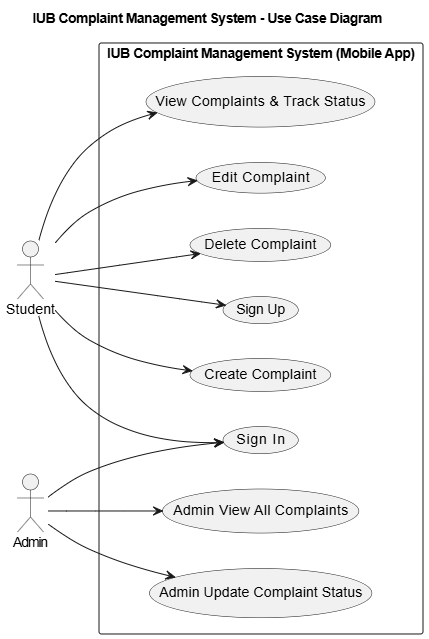 IUB Complaint Management System - Use Case Diagram
IUB Complaint Management System (Mobile App)
View Complaints & Track Status
Edit Complaint
Delete Complaint
Student
Sign Up
Create Complaint
Sign In
Admin View All Complaints
Admin
Admin Update Complaint Status